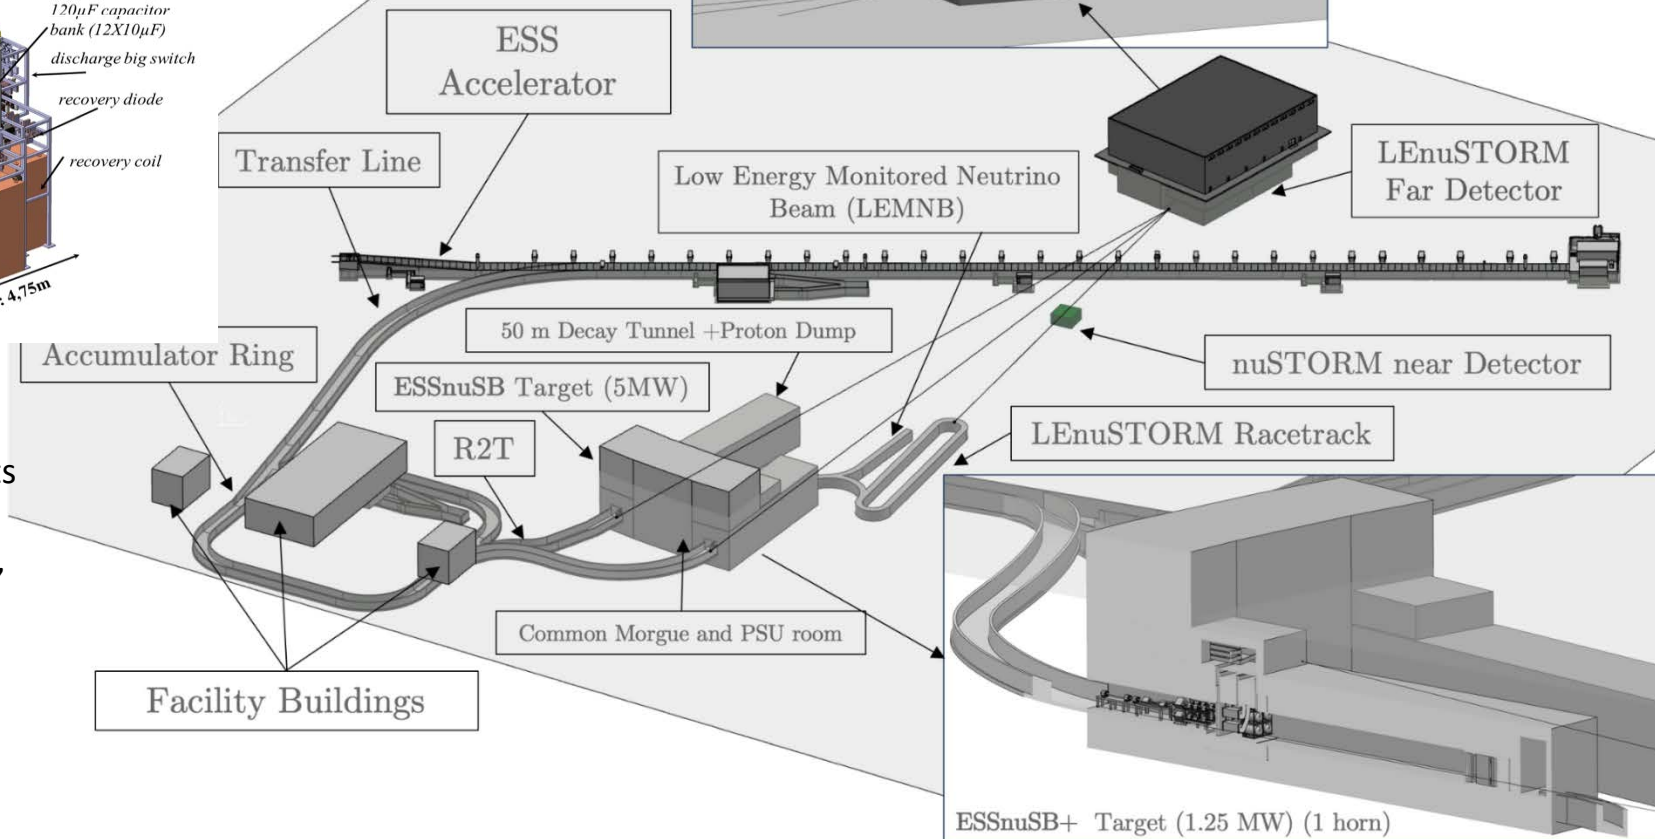 120µF capacitor
bank (12X10µF)
discharge big switch
recovery diode
recovery coil
: 4,75m
ESS
Accelerator
Transfer Line
Low Energy Monitored Neutrino
Beam (LEMNB)
LEnuSTORM
Far Detector
50 m Decay Tunnel +Proton Dump
Accumulator Ring
nuSTORM near Detector
ESSnuSB Target (5MW)
R2T
LEnuSTORM Racetrack
Common Morgue and PSU room
Facility Buildings
ESSnuSB+ Target (1.25 MW) (1 horn)